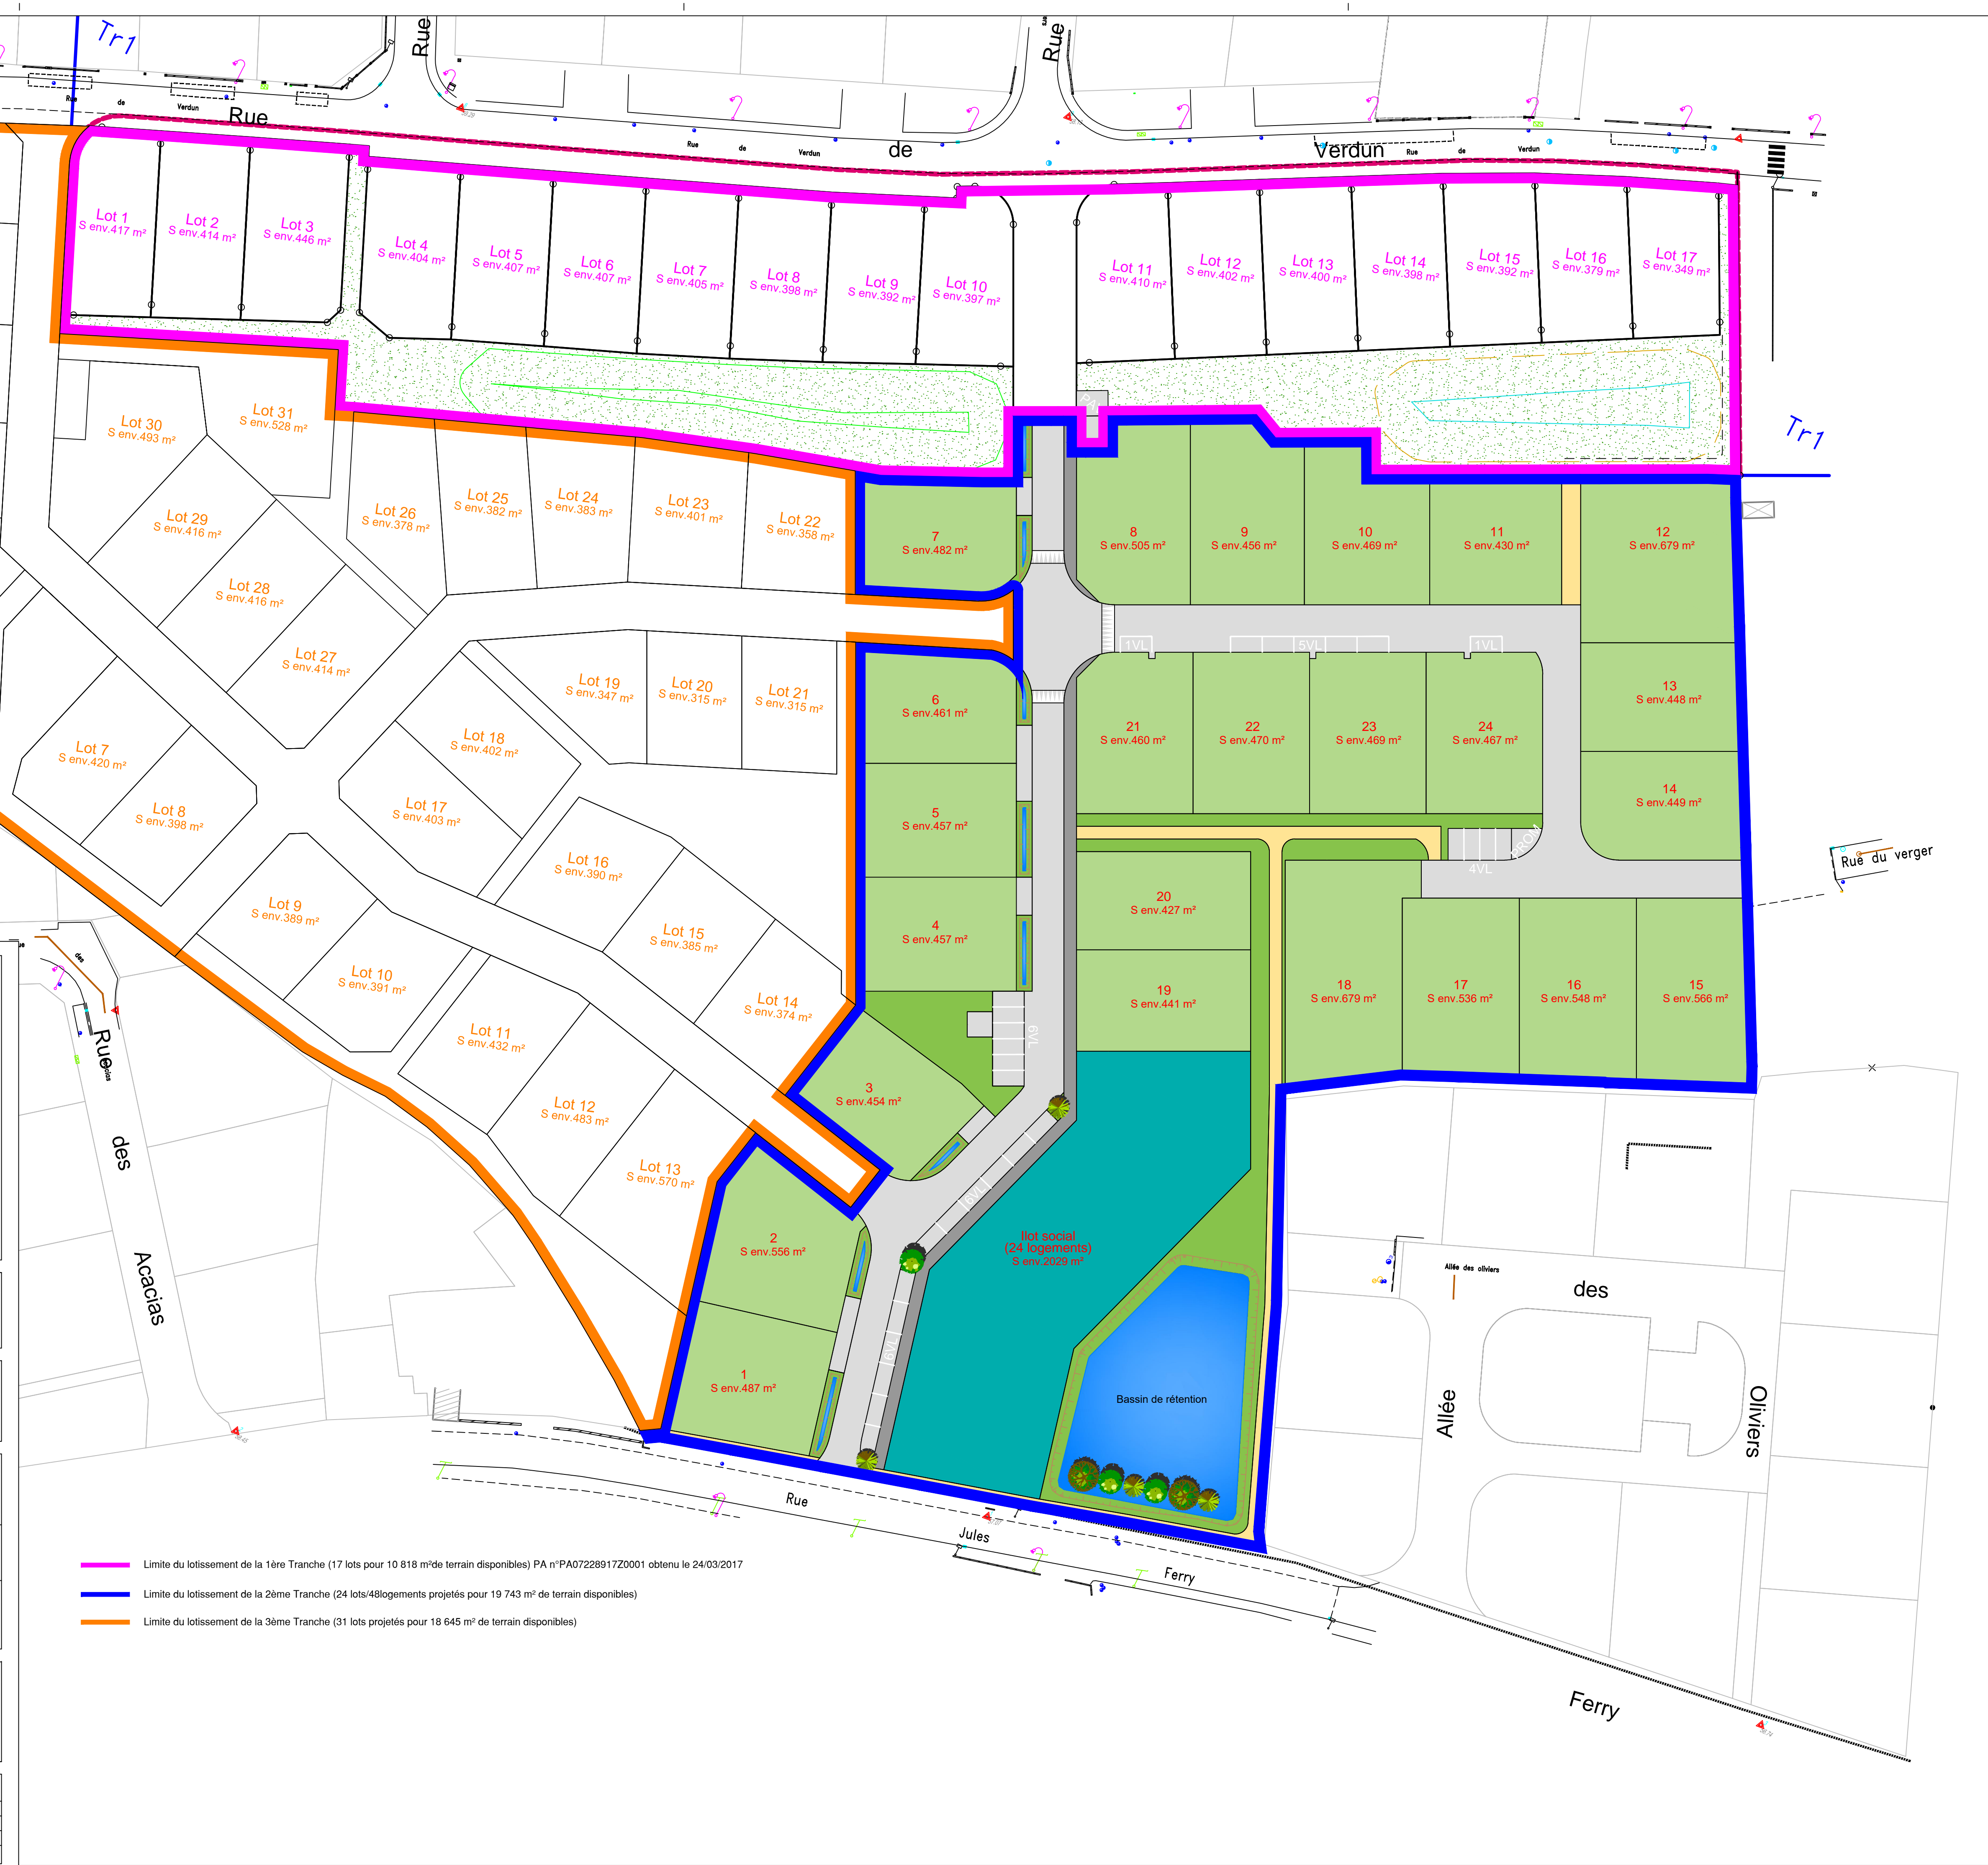 Tr1
Rue
Rue
Rue de Verdun
Rue de Verdun
Rue de Verdun
Rue de Verdun
Lot 1
S env.417 m²
Lot 2
S env.414 m²
Lot 3
S env.446 m²
Lot 4
S env.404 m²
Lot 5
S env.407 m²
Lot 6
S env.407 m²
Lot 7
S env.405 m²
Lot 8
S env.398 m²
Lot 9
S env.392 m²
Lot 10
S env.397 m²
Lot 11
S env.410 m²
Lot 12
S env.402 m²
Lot 13
S env.400 m²
Lot 14
S env.398 m²
Lot 15
S env.392 m²
Lot 16
S env.379 m²
Lot 17
S env.349 m²
Tr1
Lot 30
S env.493 m²
Lot 31
S env.528 m²
Lot 29
S env.416 m²
Lot 28
S env.416 m²
Lot 27
S env.414 m²
Lot 26
S env.378 m²
Lot 25
S env.382 m²
Lot 24
S env.383 m²
Lot 23
S env.401 m²
Lot 22
S env.358 m²
Lot 19
S env.347 m²
Lot 20
S env.315 m²
Lot 21
S env.315 m²
Lot 18
S env.402 m²
Lot 17
S env.403 m²
Lot 7
S env.420 m²
Lot 8
S env.398 m²
Lot 16
S env.390 m²
Lot 15
S env.385 m²
Lot 14
S env.374 m²
Lot 9
S env.389 m²
Lot 10
S env.391 m²
Lot 11
S env.432 m²
Lot 12
S env.483 m²
Lot 13
S env.570 m²
7
S env.482 m²
8
S env.505 m²
9
S env.456 m²
10
S env.469 m²
11
S env.430 m²
12
S env.679 m²
1VL
5VL
1VL
6
S env.461 m²
21
S env.460 m²
22
S env.470 m²
23
S env.469 m²
24
S env.467 m²
13
S env.448 m²
14
S env.449 m²
5
S env.457 m²
4
S env.457 m²
20
S env.427 m²
19
S env.441 m²
4VL
18
S env.679 m²
17
S env.536 m²
16
S env.548 m²
15
S env.566 m²
6VL
3
S env.454 m²
6VL
2
S env.556 m²
1
S env.487 m²
6VL
Ilot social
(24 logements)
S env.2029 m²
Bassin de rétention
Rue du verger
Rue des Acacias
des
Allée des oliviers
Allée des Oliviers
Rue Jules Ferry
Ferry
Limite du lotissement de la 1ère Tranche (17 lots pour 10 818 m²de terrain disponibles) PA n°PA07228917Z0001 obtenu le 24/03/2017
Limite du lotissement de la 2ème Tranche (24 lots/48logements projetés pour 19 743 m² de terrain disponibles)
Limite du lotissement de la 3ème Tranche (31 lots projetés pour 18 645 m² de terrain disponibles)